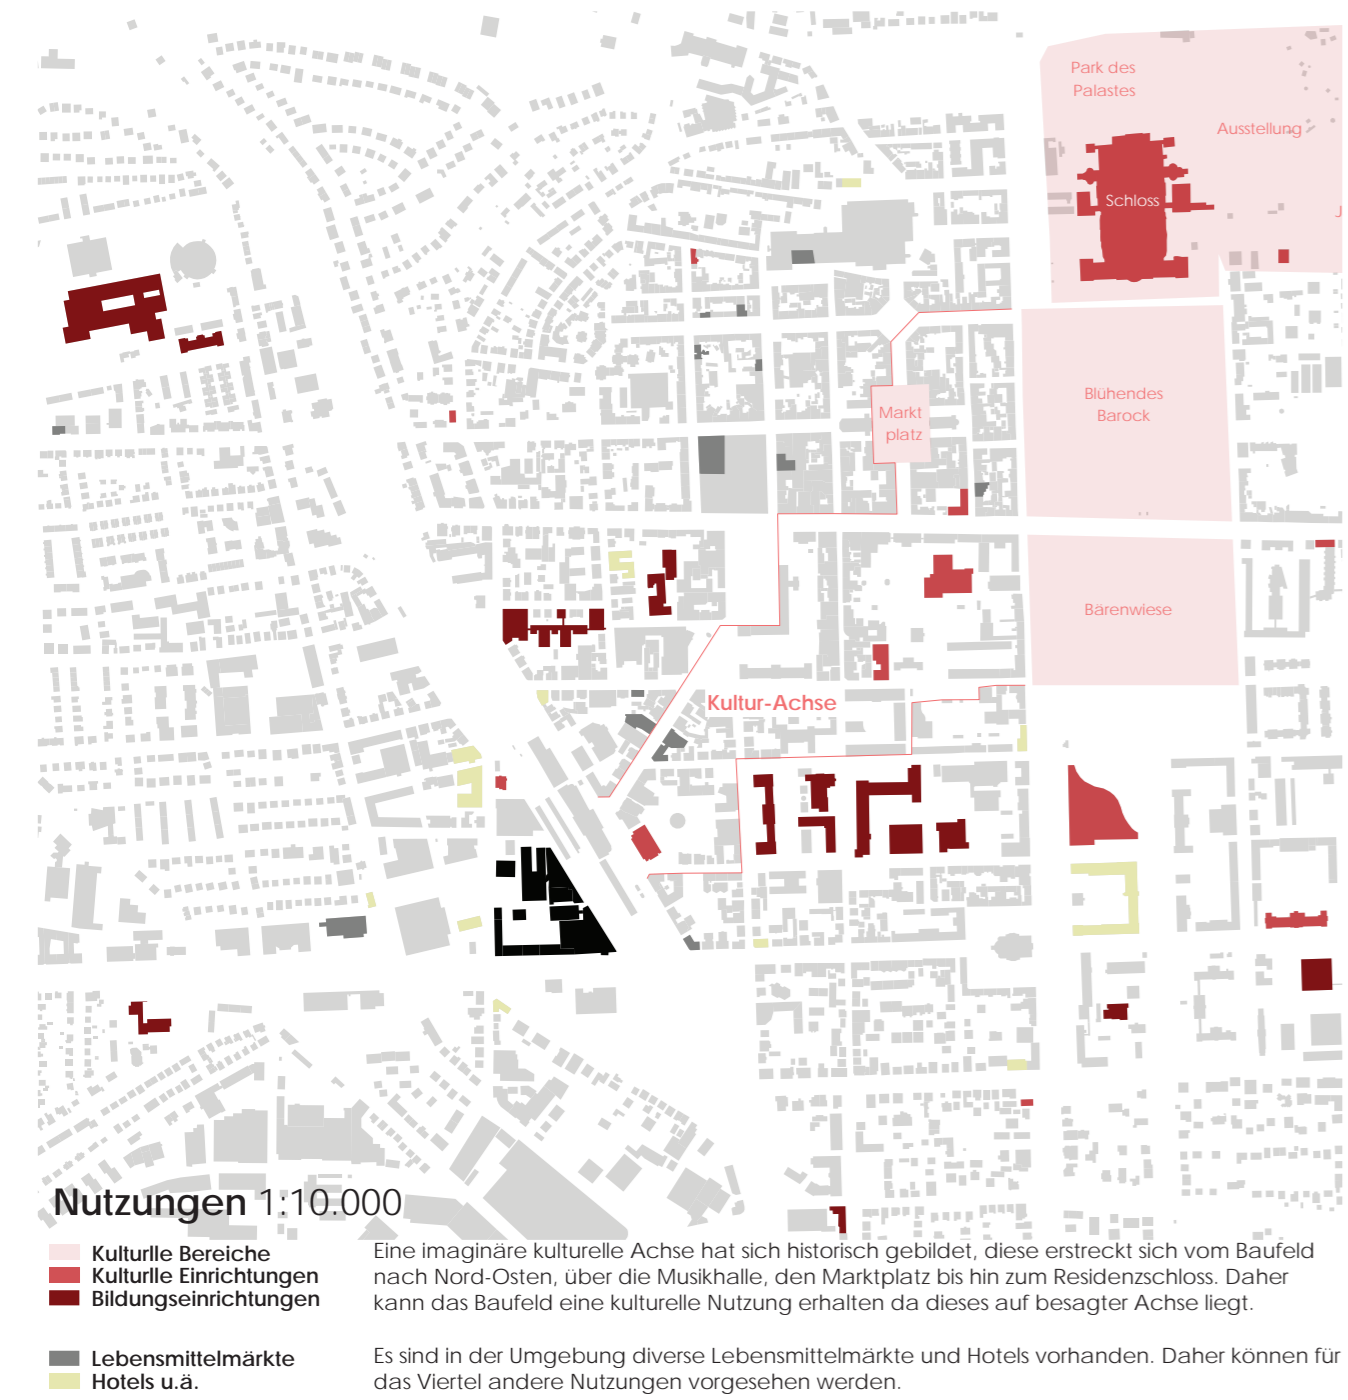 Park des
Palastes
Ausstellung
Schloss
J
Blühendes
Barock
Markt
platz
Bärenwiese
Kultur-Achse
Nutzungen 1:10.000
Kulturlle Bereiche
Kulturlle Einrichtungen
Bildungseinrichtungen
Lebensmittelmärkte
Hotels u.ä.
Eine imaginäre kulturelle Achse hat sich historisch gebildet, diese erstreckt sich vom Baufeld
nach Nord-Osten, über die Musikhalle, den Marktplatz bis hin zum Residenzschloss. Daher
kann das Baufeld eine kulturelle Nutzung erhalten da dieses auf besagter Achse liegt.
Es sind in der Umgebung diverse Lebensmittelmärkte und Hotels vorhanden. Daher können für
das Viertel andere Nutzungen vorgesehen werden.